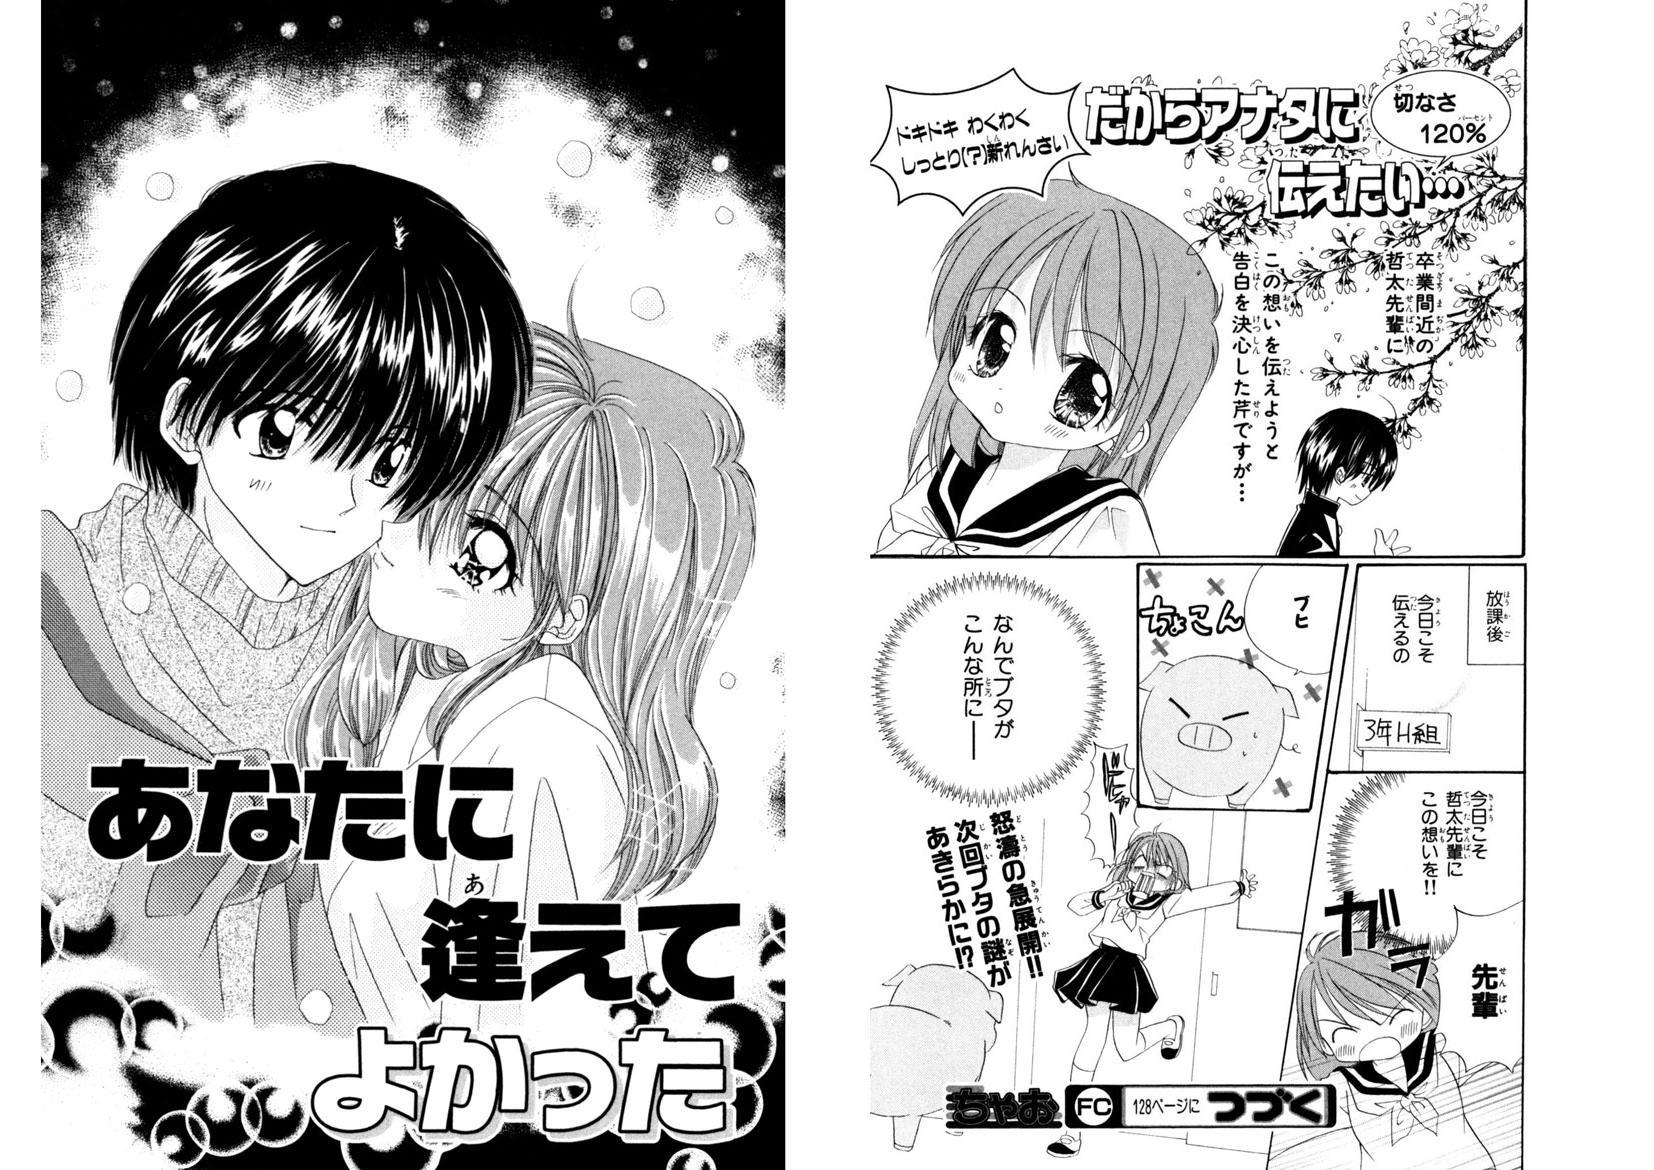 だからアナタに
伝えたい…
切なさ
120%
ドキドキ わくわく
しっとり(?)新れんさい
卒業間近の
哲太先輩に
この想いを伝えようと
告白を決心した芹ですが…
放課後
今日こそ
伝えるの
3年H組
ブヒ
ちょこん
なんでブタが
こんな所に――
今日こそ
哲太先輩に
この想いを!!
ガラ
先輩
怒濤の急展開!!
次回ブタの謎が
あきらかに!?
ちゃお FC 128ページに つづく
あなたに
逢えて
よかった